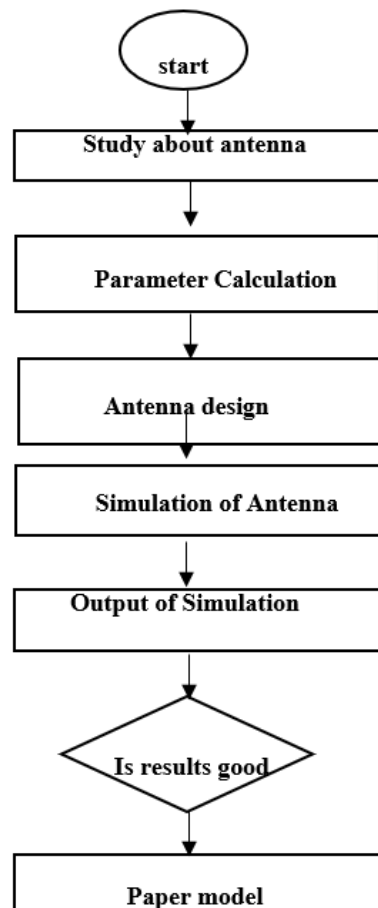 start
Study about antenna
Parameter Calculation
Antenna design
Simulation of Antenna
Output of Simulation
Is results good
Paper model